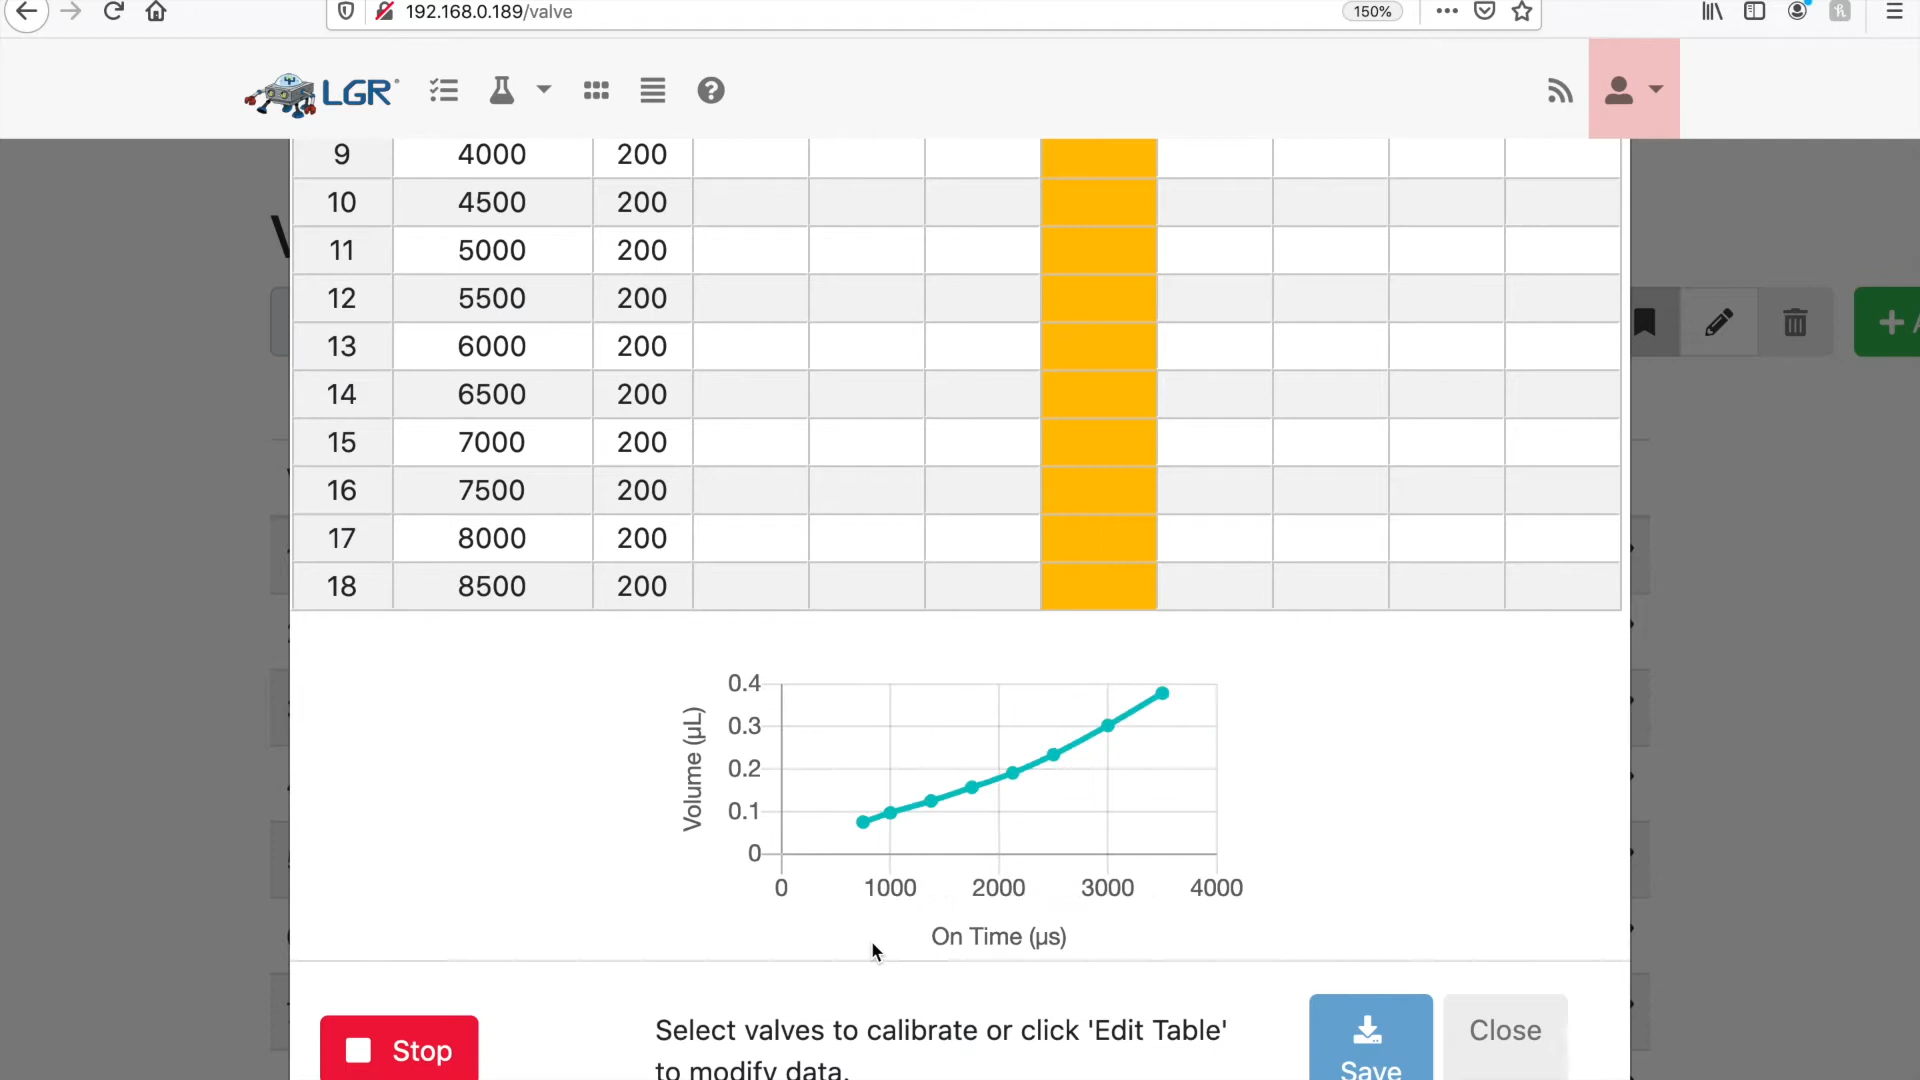 192.168.0.189/valve
150%
LGR
9 4000 200
10 4500 200
11 5000 200
12 5500 200
13 6000 200
14 6500 200
15 7000 200
16 7500 200
17 8000 200
18 8500 200
0.4
0.3
0.2
0.1
0
Volume (µL)
0 1000 2000 3000 4000
On Time (µs)
Stop
Select valves to calibrate or click 'Edit Table'
to modify data.
Save
Close